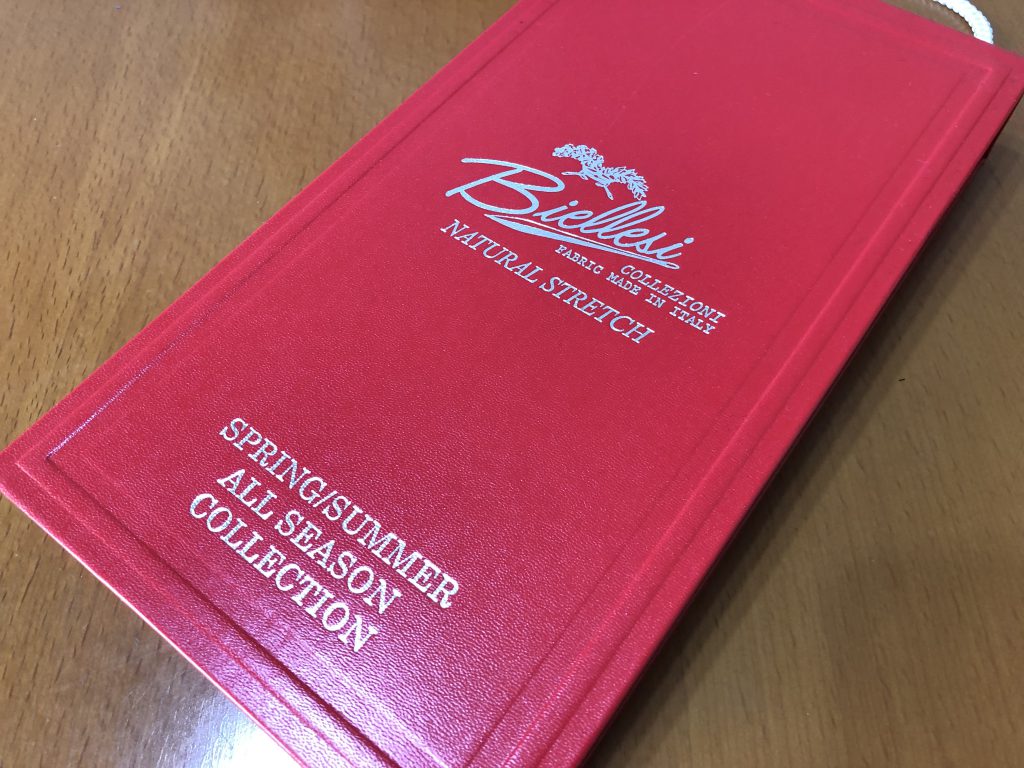 Biellesi
COLLEZIONI
FABRIC MADE IN ITALY
NATURAL STRETCH
SPRING/SUMMER
ALL SEASON
COLLECTION